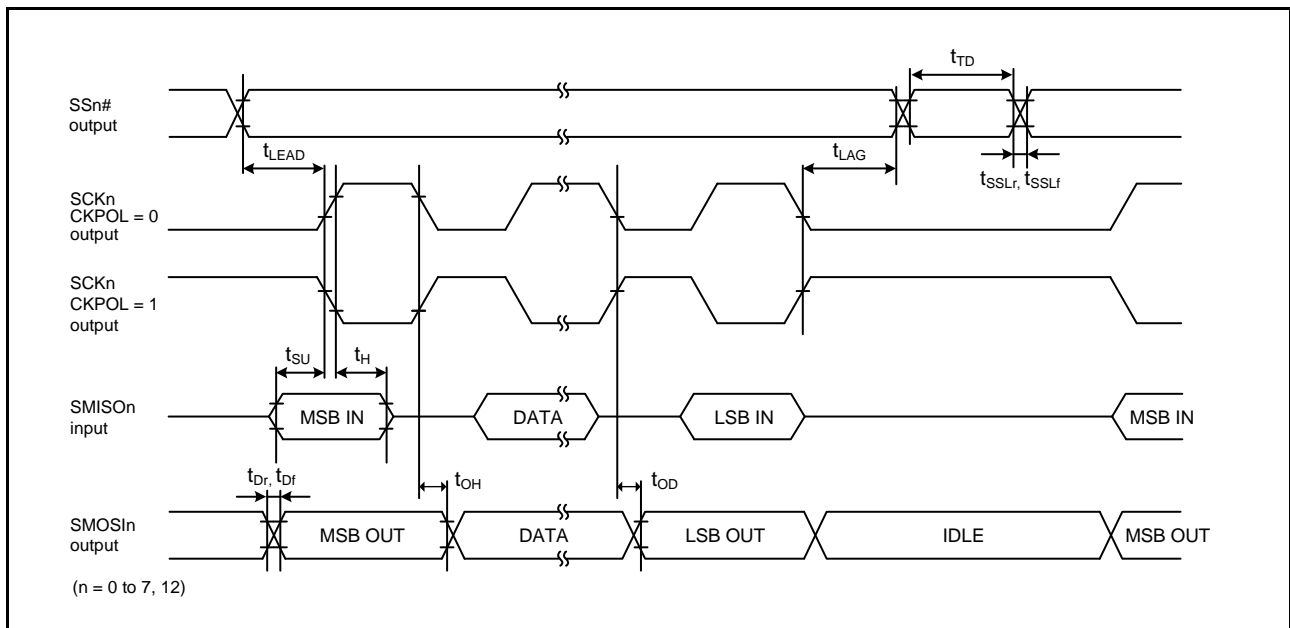 tTD
SSn#
output
tLEAD
tLAG
tSSLr, tSSLf
SCKn
CKPOL = 0
output
SCKn
CKPOL = 1
output
tSU
tH
SMISOn
input
MSB IN
DATA
LSB IN
MSB IN
tDr, tDf
tOH
tOD
SMOSIn
output
MSB OUT
DATA
LSB OUT
IDLE
MSB OUT
(n = 0 to 7, 12)